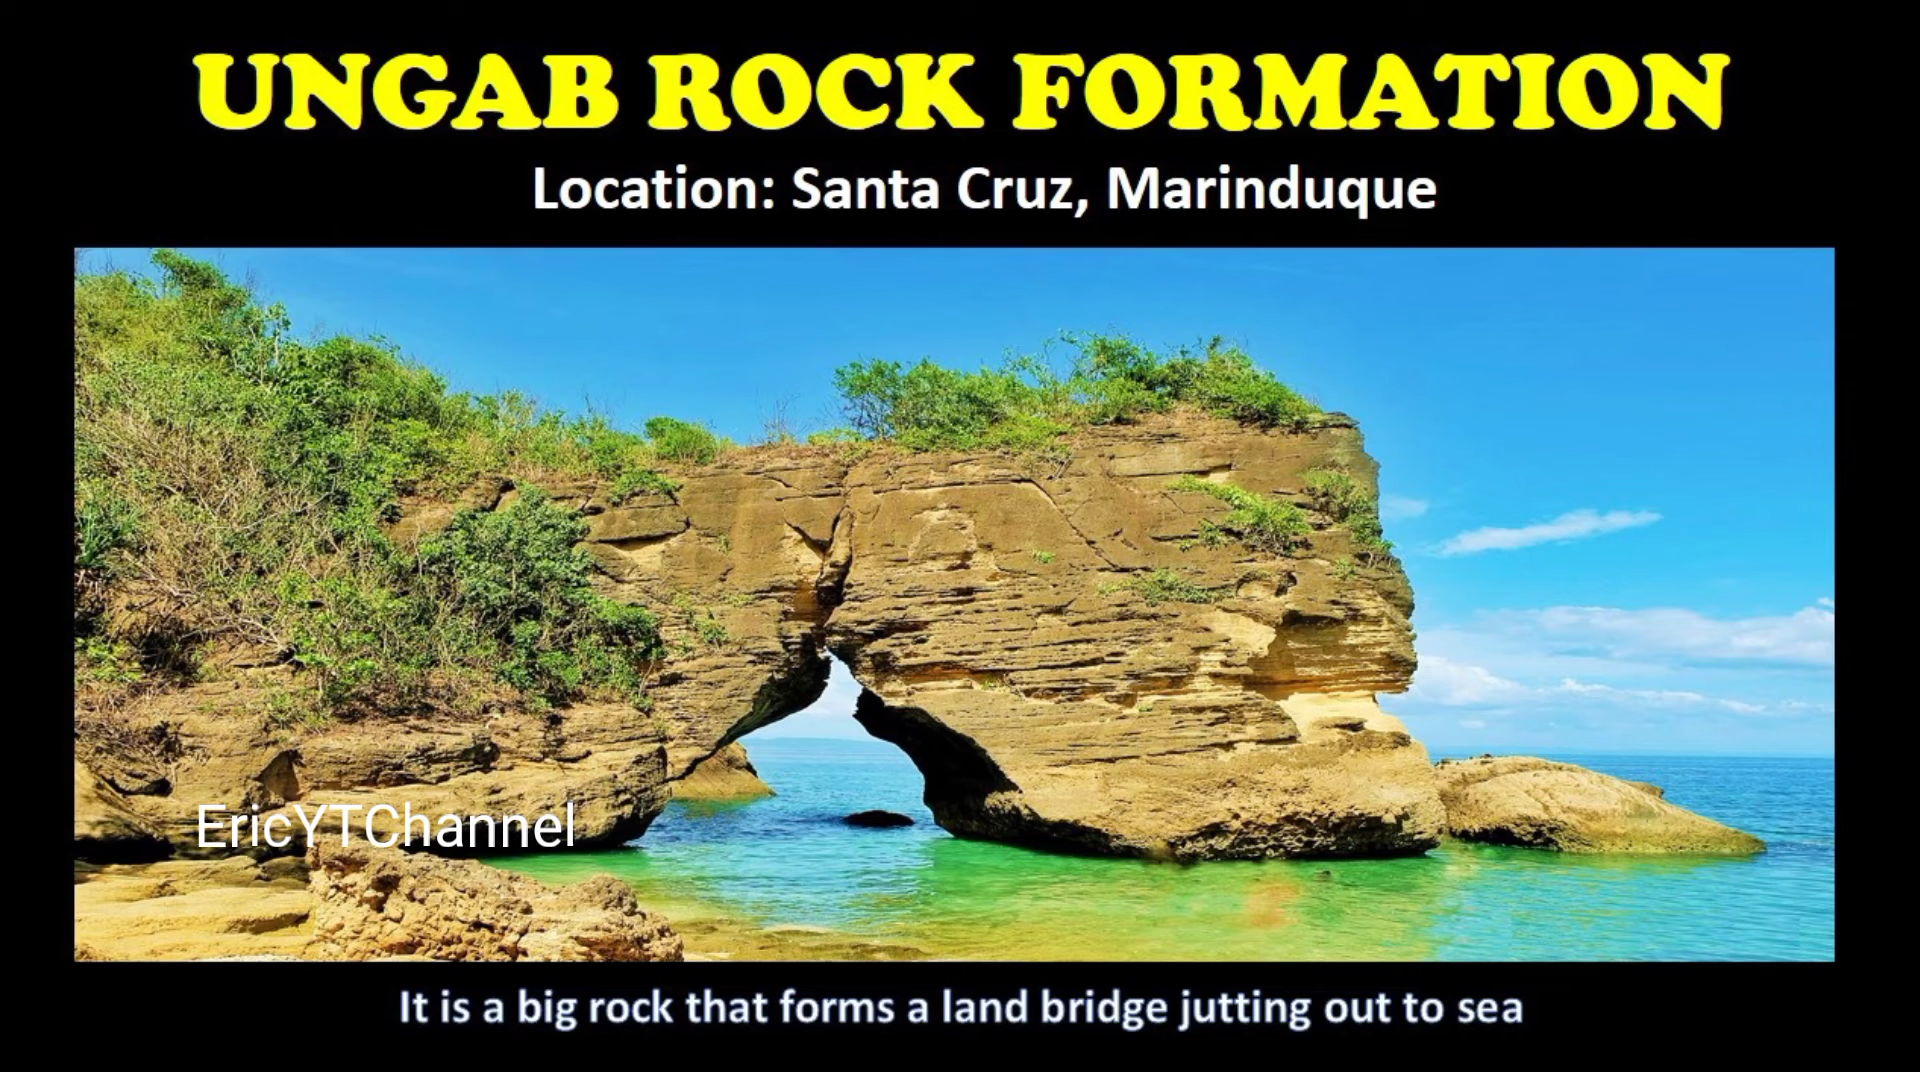 UNGAB ROCK FORMATION
Location: Santa Cruz, Marinduque
EricYTChannel
It is a big rock that forms a land bridge jutting out to sea